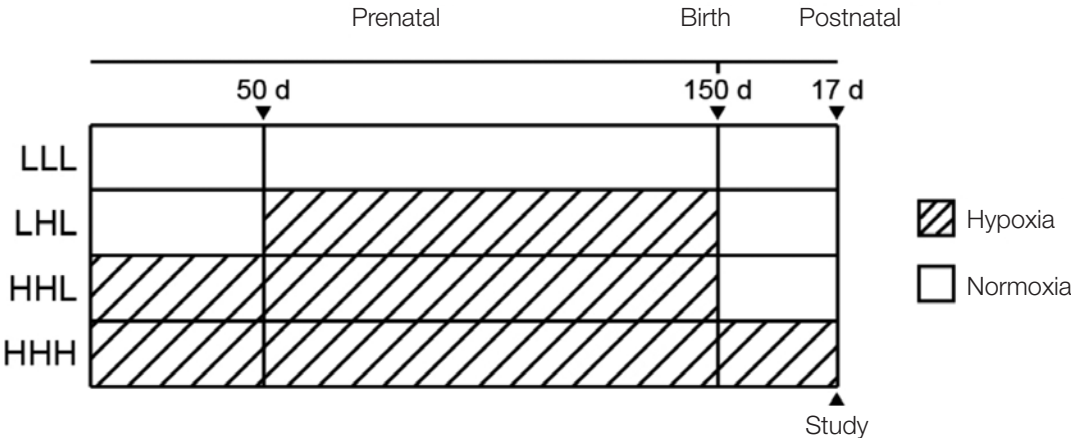 Prenatal Birth Postnatal
50 d 150 d 17 d
LLL
LHL
HHL
HHH
Hypoxia
Normoxia
Study